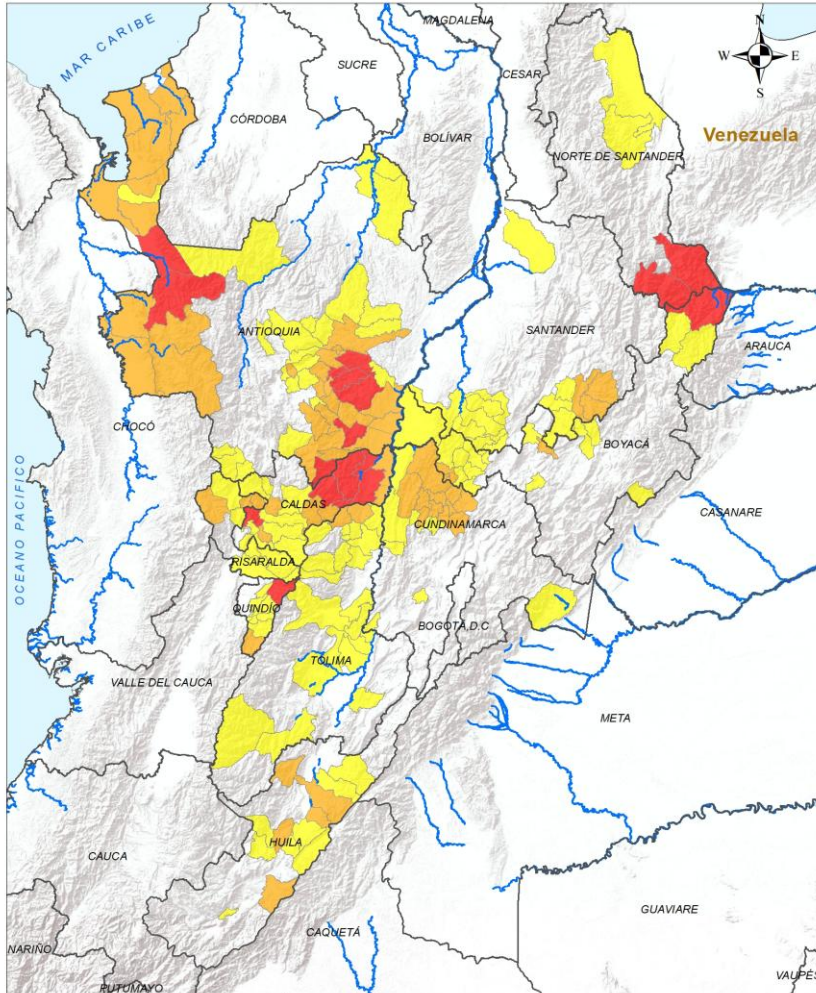 MAR CARIBE
MAGDALENA
SUCRE
CESAR
N
W E
S
CÓRDOBA
BOLÍVAR
Venezuela
NORTE DE SANTANDER
ANTIOQUIA
SANTANDER
ARAUCA
CHOCÓ
BOYACÁ
OCEANO PACIFICO
CALDAS
CUNDINAMARCA
CASANARE
RISARALDA
QUINDÍO
BOGOTÁ, D.C
TOLIMA
VALLE DEL CAUCA
META
HUILA
CAUCA
GUAVIARE
CAQUETÁ
NARIÑO
PUTUMAYO
VAUPÉS